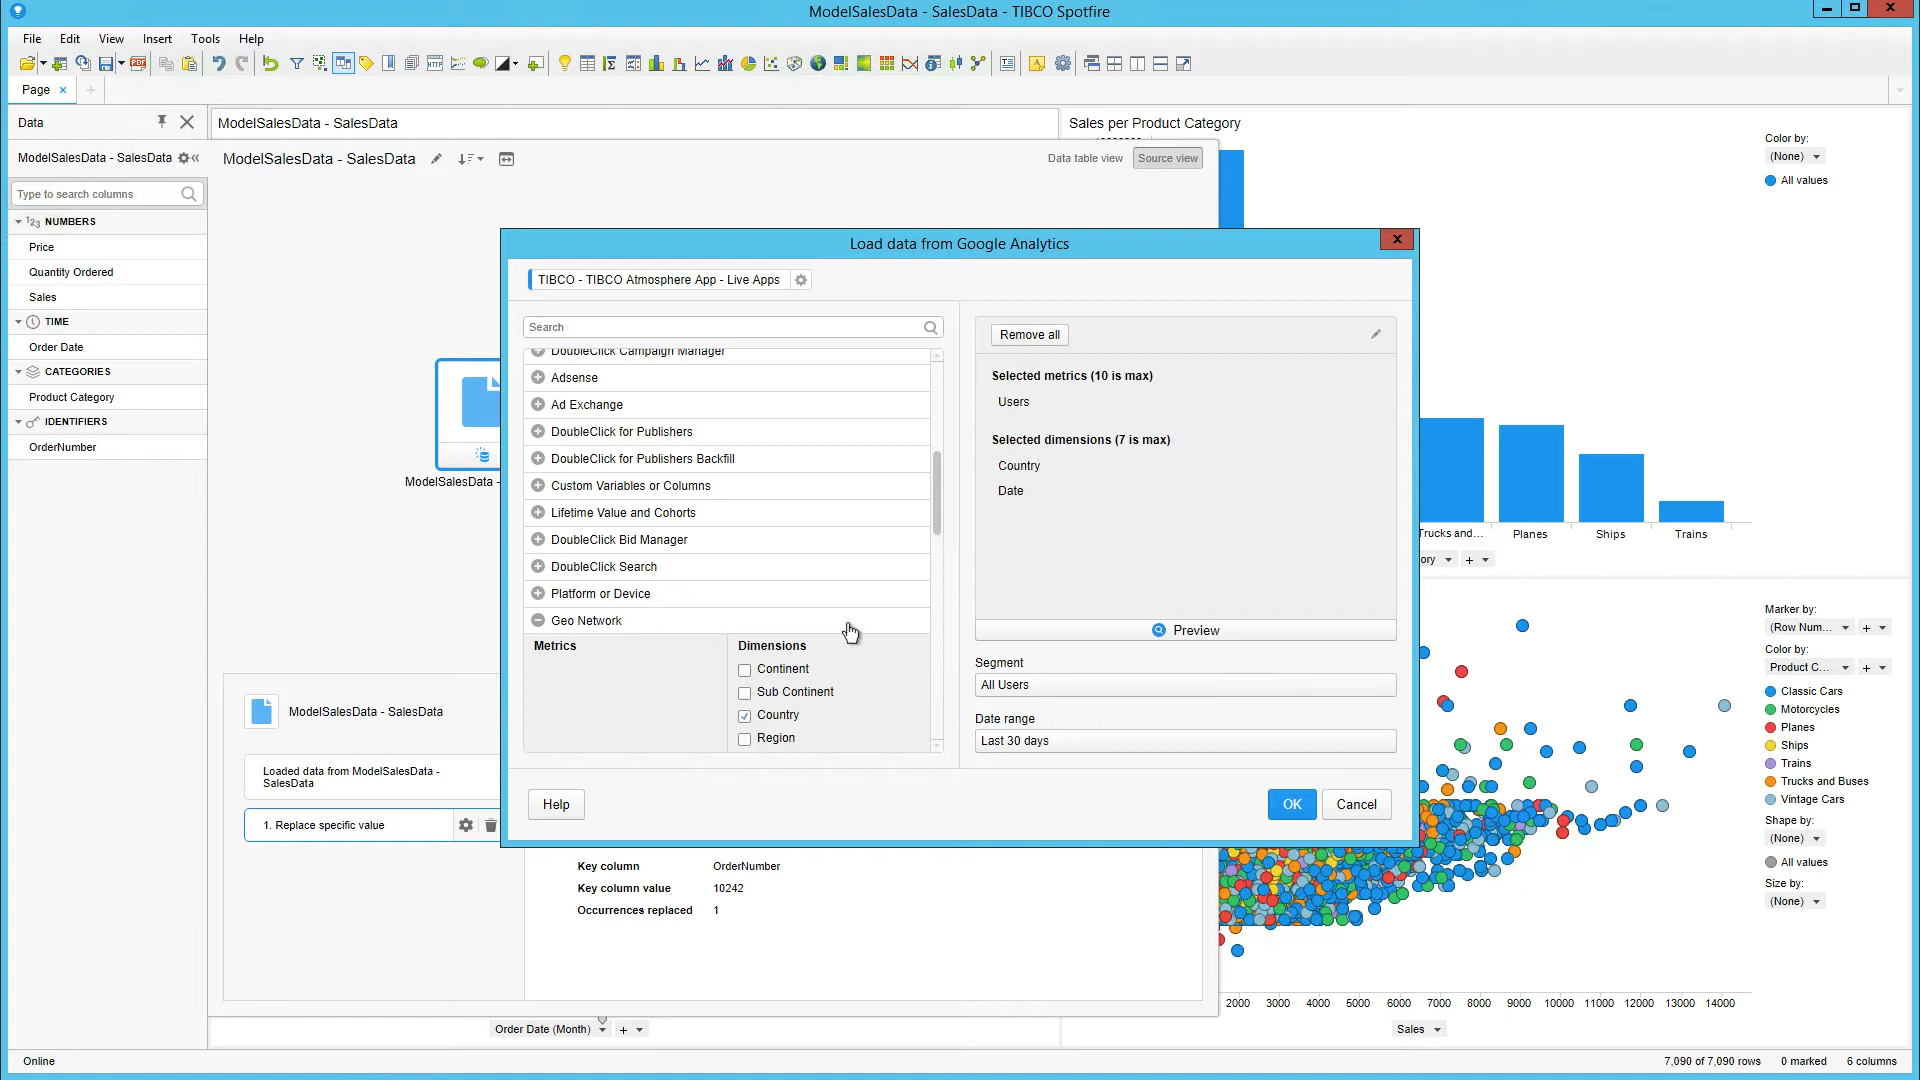 ModelSalesData - SalesData - TIBCO Spotfire
File Edit View Insert Tools Help
Page
Data
ModelSalesData - SalesData
Type to search columns
NUMBERS
Price
Quantity Ordered
Sales
TIME
Order Date
CATEGORIES
Product Category
IDENTIFIERS
OrderNumber
ModelSalesData - SalesData
ModelSalesData - SalesData
Data table view Source view
ModelSalesData -
ModelSalesData - SalesData
Loaded data from ModelSalesData -
SalesData
1. Replace specific value
Key column OrderNumber
Key column value 10242
Occurrences replaced 1
Order Date (Month) +
Load data from Google Analytics
TIBCO - TIBCO Atmosphere App - Live Apps
Search
DoubleClick Campaign Manager
Adsense
Ad Exchange
DoubleClick for Publishers
DoubleClick for Publishers Backfill
Custom Variables or Columns
Lifetime Value and Cohorts
DoubleClick Bid Manager
DoubleClick Search
Platform or Device
Geo Network
Metrics
Dimensions
Continent
Sub Continent
Country
Region
Remove all
Selected metrics (10 is max)
Users
Selected dimensions (7 is max)
Country
Date
Preview
Segment
All Users
Date range
Last 30 days
Help
OK Cancel
Sales per Product Category
Color by:
(None)
All values
Trucks and... Planes Ships Trains
ory +
Marker by:
(Row Num... +
Color by:
Product C... +
Classic Cars
Motorcycles
Planes
Ships
Trains
Trucks and Buses
Vintage Cars
Shape by:
(None)
All values
Size by:
(None)
2000 3000 4000 5000 6000 7000 8000 9000 10000 11000 12000 13000 14000
Sales
Online
7,090 of 7,090 rows 0 marked 6 columns